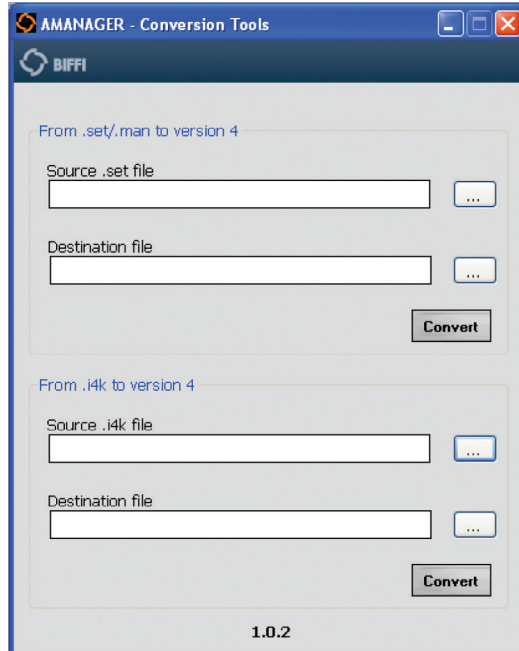 AMANAGER - Conversion Tools
BIFFI
From .set/.man to version 4
Source .set file
...
Destination file
...
Convert
From .i4k to version 4
Source .i4k file
...
Destination file
...
Convert
1.0.2